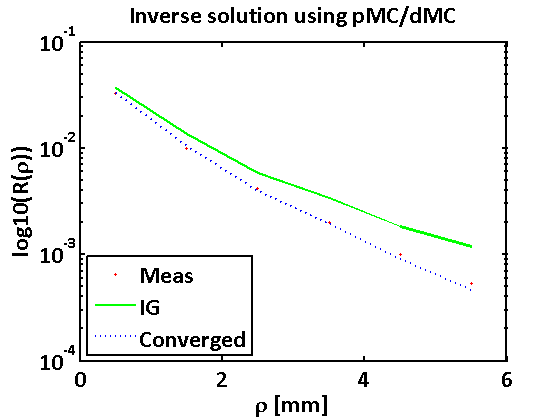 Inverse solution using pMC/dMC
10-1
10-2
10-3
10-4
log10(R(ρ))
Meas
IG
Converged
0 2 4 6
ρ [mm]